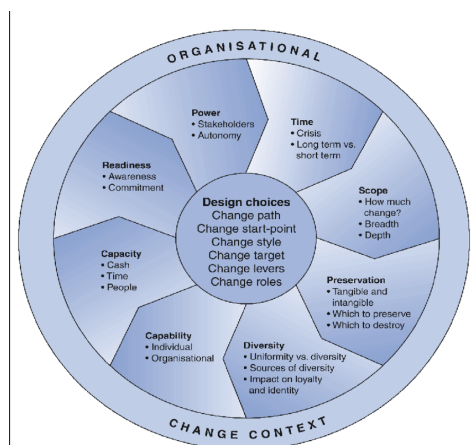 ORGANISATIONAL
Power
• Stakeholders
• Autonomy
Time
• Crisis
• Long term vs.
short term
Readiness
• Awareness
• Commitment
Scope
• How much
change?
• Breadth
• Depth
Design choices
Change path
Change start-point
Change style
Change target
Change levers
Change roles
Capacity
• Cash
• Time
• People
Preservation
• Tangible and
intangible
• Which to preserve
• Which to destroy
Capability
• Individual
• Organisational
Diversity
• Uniformity vs. diversity
• Sources of diversity
• Impact on loyalty
and identity
CHANGE CONTEXT